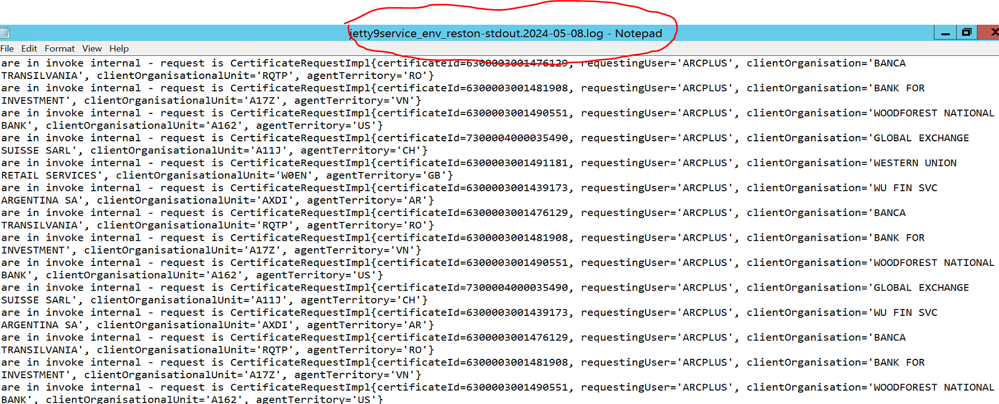 jetty9service_env_reston-stdout.2024-05-08.log - Notepad
File Edit Format View Help
are in invoke internal - request is CertificateRequestImpl{certificateId=6300003001476129, requestingUser='ARCPLUS', clientOrganisation='BANCA
TRANSILVANIA', clientOrganisationalUnit='RQTP', agentTerritory='RO'}
are in invoke internal - request is CertificateRequestImpl{certificateId=6300003001481908, requestingUser='ARCPLUS', clientOrganisation='BANK FOR
INVESTMENT', clientOrganisationalUnit='A17Z', agentTerritory='VN'}
are in invoke internal - request is CertificateRequestImpl{certificateId=6300003001490551, requestingUser='ARCPLUS', clientOrganisation='WOODFOREST NATIONAL
BANK', clientOrganisationalUnit='A162', agentTerritory='US'}
are in invoke internal - request is CertificateRequestImpl{certificateId=7300004000035490, requestingUser='ARCPLUS', clientOrganisation='GLOBAL EXCHANGE
SUISSE SARL', clientOrganisationalUnit='A11J', agentTerritory='CH'}
are in invoke internal - request is CertificateRequestImpl{certificateId=6300003001491181, requestingUser='ARCPLUS', clientOrganisation='WESTERN UNION
RETAIL SERVICES', clientOrganisationalUnit='W0EN', agentTerritory='GB'}
are in invoke internal - request is CertificateRequestImpl{certificateId=6300003001439173, requestingUser='ARCPLUS', clientOrganisation='WU FIN SVC
ARGENTINA SA', clientOrganisationalUnit='AXDI', agentTerritory='AR'}
are in invoke internal - request is CertificateRequestImpl{certificateId=6300003001476129, requestingUser='ARCPLUS', clientOrganisation='BANCA
TRANSILVANIA', clientOrganisationalUnit='RQTP', agentTerritory='RO'}
are in invoke internal - request is CertificateRequestImpl{certificateId=6300003001481908, requestingUser='ARCPLUS', clientOrganisation='BANK FOR
INVESTMENT', clientOrganisationalUnit='A17Z', agentTerritory='VN'}
are in invoke internal - request is CertificateRequestImpl{certificateId=6300003001490551, requestingUser='ARCPLUS', clientOrganisation='WOODFOREST NATIONAL
BANK', clientOrganisationalUnit='A162', agentTerritory='US'}
are in invoke internal - request is CertificateRequestImpl{certificateId=7300004000035490, requestingUser='ARCPLUS', clientOrganisation='GLOBAL EXCHANGE
SUISSE SARL', clientOrganisationalUnit='A11J', agentTerritory='CH'}
are in invoke internal - request is CertificateRequestImpl{certificateId=6300003001439173, requestingUser='ARCPLUS', clientOrganisation='WU FIN SVC
ARGENTINA SA', clientOrganisationalUnit='AXDI', agentTerritory='AR'}
are in invoke internal - request is CertificateRequestImpl{certificateId=6300003001476129, requestingUser='ARCPLUS', clientOrganisation='BANCA
TRANSILVANIA', clientOrganisationalUnit='RQTP', agentTerritory='RO'}
are in invoke internal - request is CertificateRequestImpl{certificateId=6300003001481908, requestingUser='ARCPLUS', clientOrganisation='BANK FOR
INVESTMENT', clientOrganisationalUnit='A17Z', agentTerritory='VN'}
are in invoke internal - request is CertificateRequestImpl{certificateId=6300003001490551, requestingUser='ARCPLUS', clientOrganisation='WOODFOREST NATIONAL
BANK', clientOrganisationalUnit='A162', agentTerritory='US'}